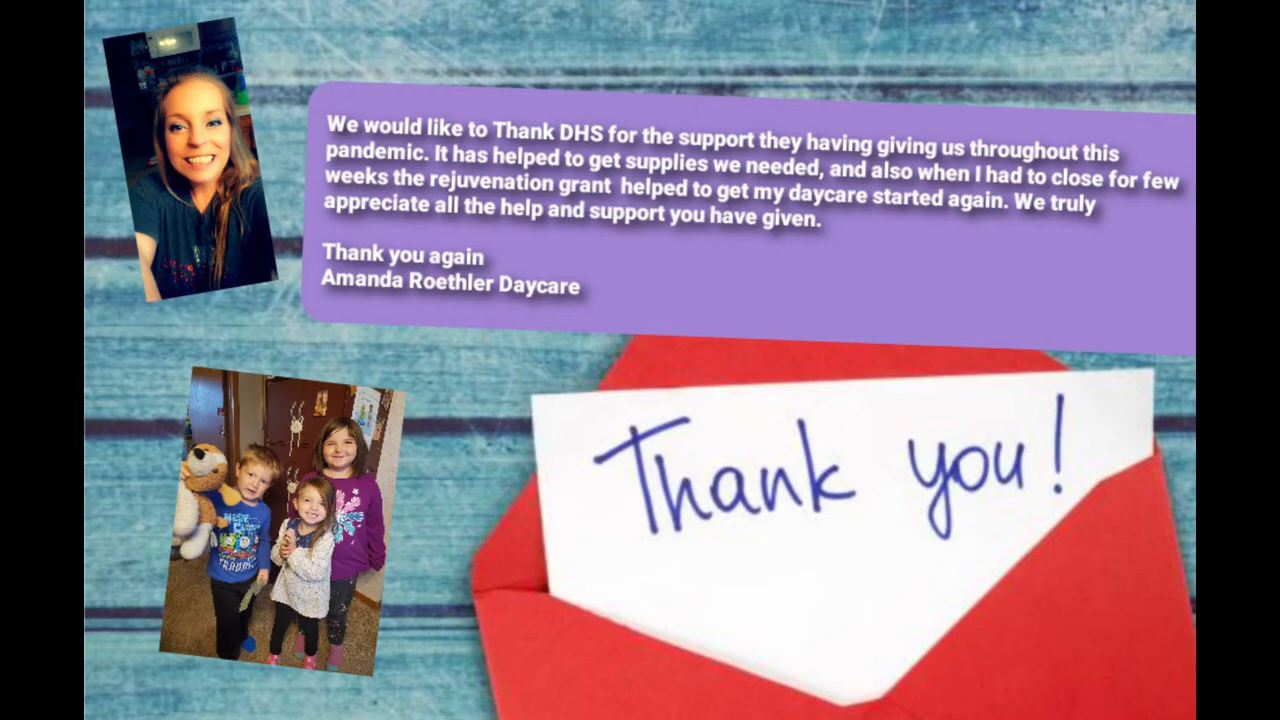 We would like to Thank DHS for the support they having giving us throughout this
pandemic. It has helped to get supplies we needed, and also when I had to close for few
weeks the rejuvenation grant helped to get my daycare started again. We truly
appreciate all the help and support you have given.
Thank you again
Amanda Roethler Daycare
Thank you!